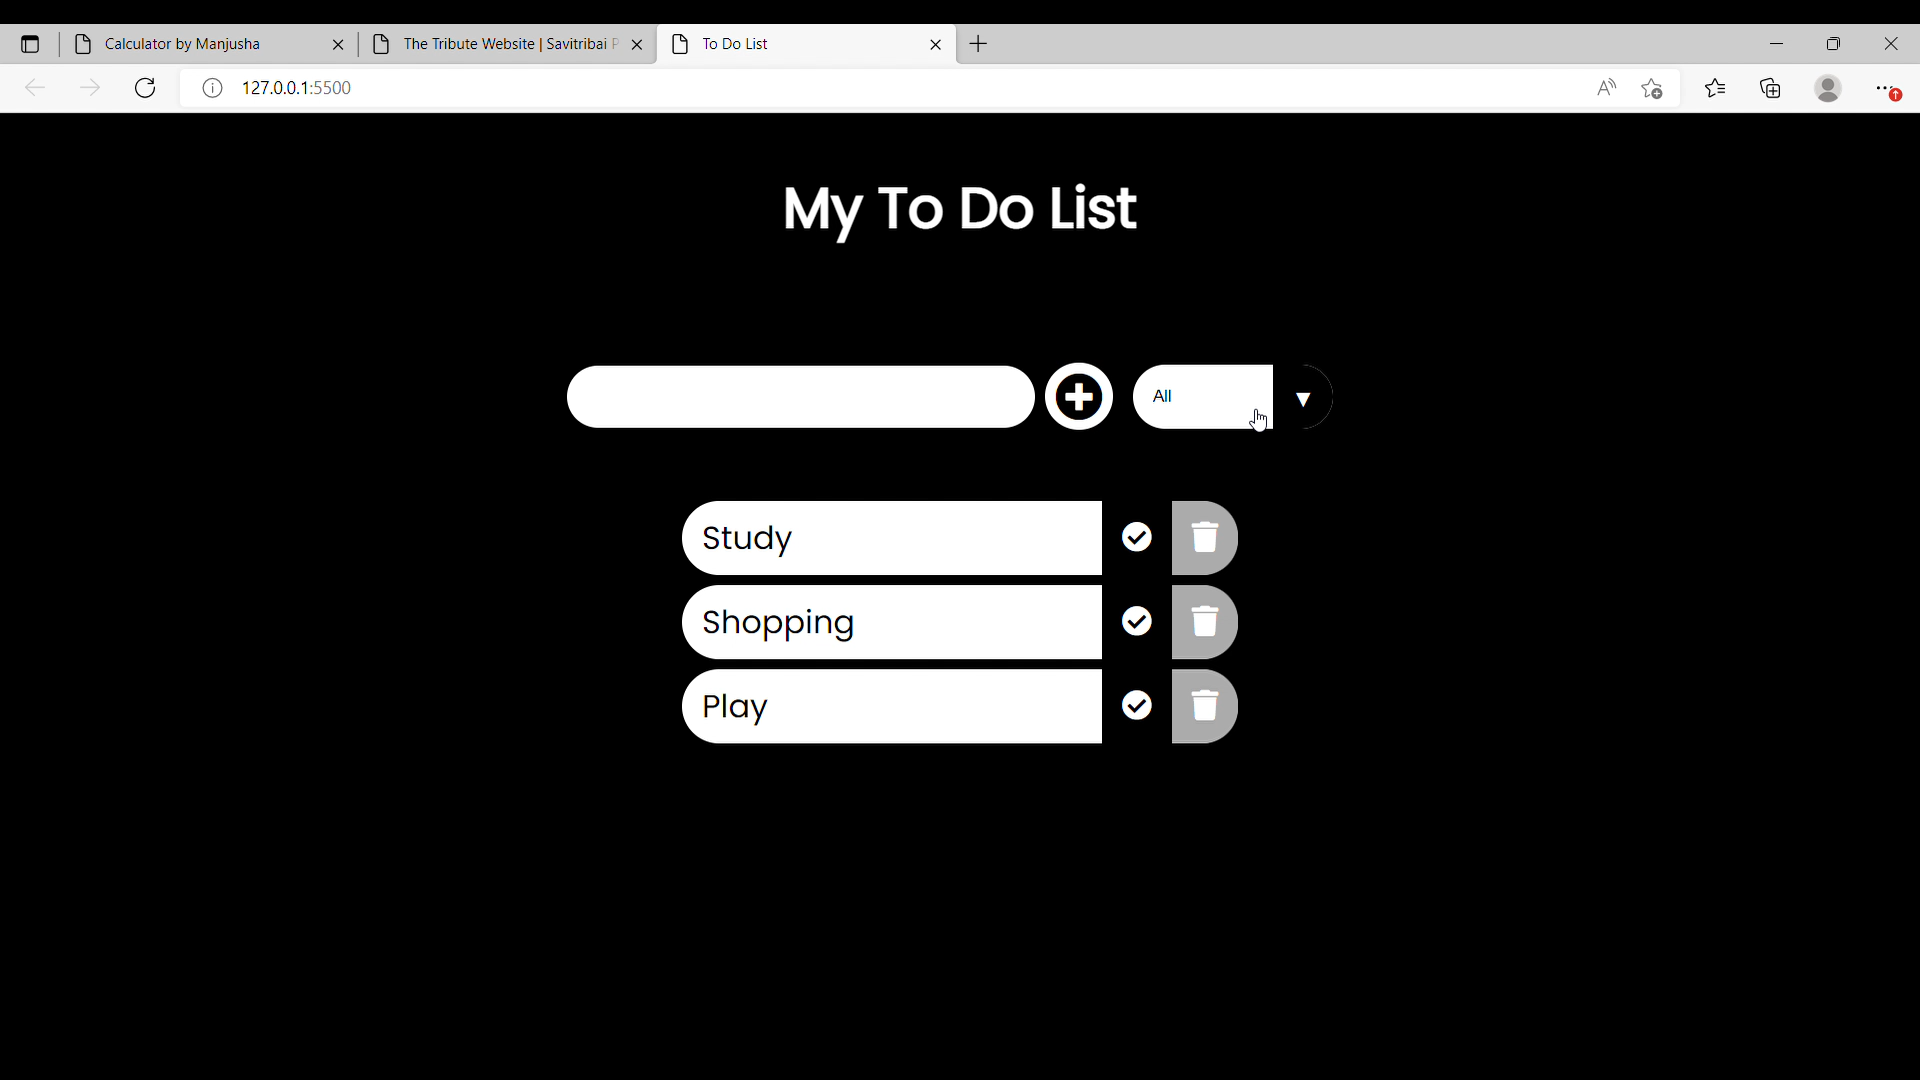 Calculator by Manjusha
The Tribute Website | Savitribai P
To Do List
127.0.0.1:5500
My To Do List
All
Study
Shopping
Play